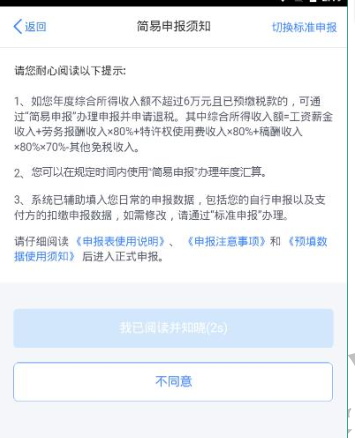 返回
简易申报须知
切换标准申报
请您耐心阅读以下提示:
1、如您年度综合所得收入额不超过6万元且已预缴税款的，可通
过“简易申报”办理申报并申请退税。其中综合所得收入额=工资薪金
收入+劳务报酬收入×80%+特许权使用费收入×80%+稿酬收入
×80%×70%-其他免税收入。
2、您可以在规定时间内使用“简易申报”办理年度汇算。
3、系统已辅助填入您日常的申报数据，包括您的自行申报以及支
付方的扣缴申报数据，如需修改，请通过“标准申报”办理。
请仔细阅读《申报表使用说明》、《申报注意事项》和《预填数
据使用须知》后进入正式申报。
我已阅读并知晓(2s)
不同意